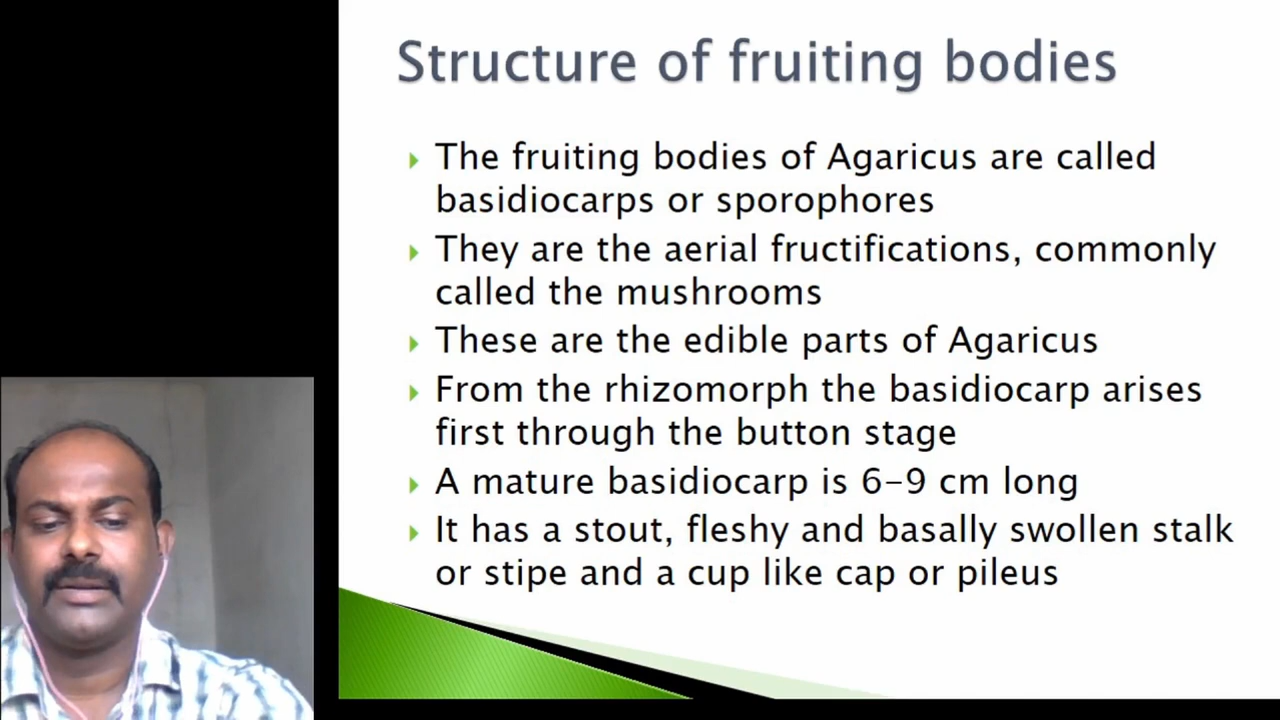 Structure of fruiting bodies
The fruiting bodies of Agaricus are called
basidiocarps or sporophores
They are the aerial fructifications, commonly
called the mushrooms
These are the edible parts of Agaricus
From the rhizomorph the basidiocarp arises
first through the button stage
A mature basidiocarp is 6-9 cm long
It has a stout, fleshy and basally swollen stalk
or stipe and a cup like cap or pileus